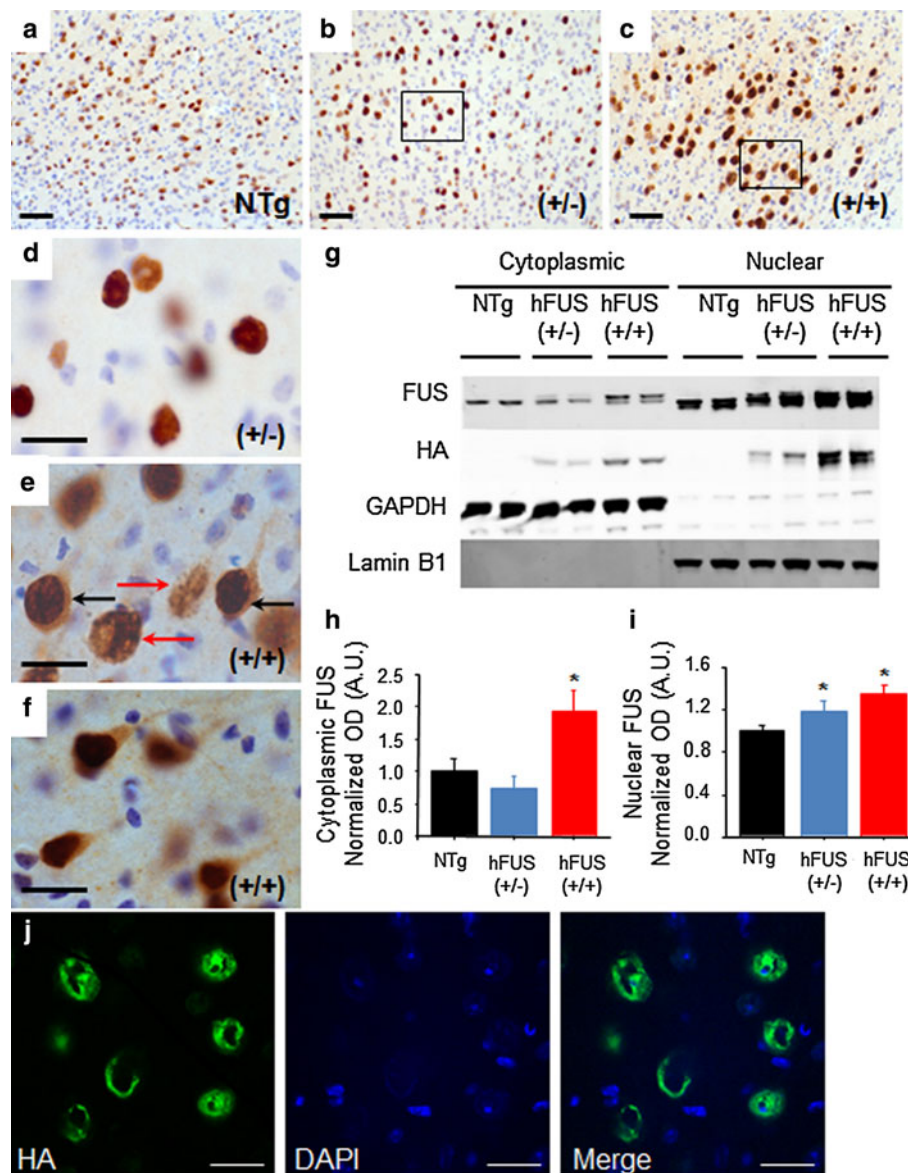 a
NTg
b
(+/-)
c
(+/+)
d
(+/-)
e
(+/+)
f
(+/+)
g
Cytoplasmic Nuclear
NTg hFUS (+/-) hFUS (+/+) NTg hFUS (+/-) hFUS (+/+)
FUS
HA
GAPDH
Lamin B1
h
Cytoplasmic FUS
Normalized OD (A.U.)
2.5
2.0
1.5
1.0
0.5
0.0
*
NTg
hFUS (+/-)
hFUS (+/+)
i
Nuclear FUS
Normalized OD (A.U.)
1.6
1.2
0.8
0.4
0.0
*
*
NTg
hFUS (+/-)
hFUS (+/+)
j
HA
DAPI
Merge